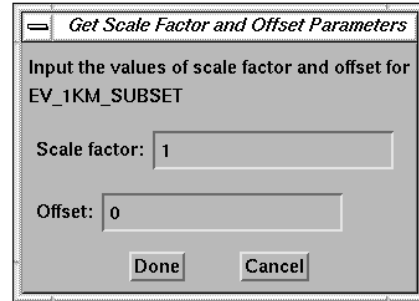 Get Scale Factor and Offset Parameters
Input the values of scale factor and offset for
EV_1KM_SUBSET
Scale factor: 1
Offset: 0
Done Cancel